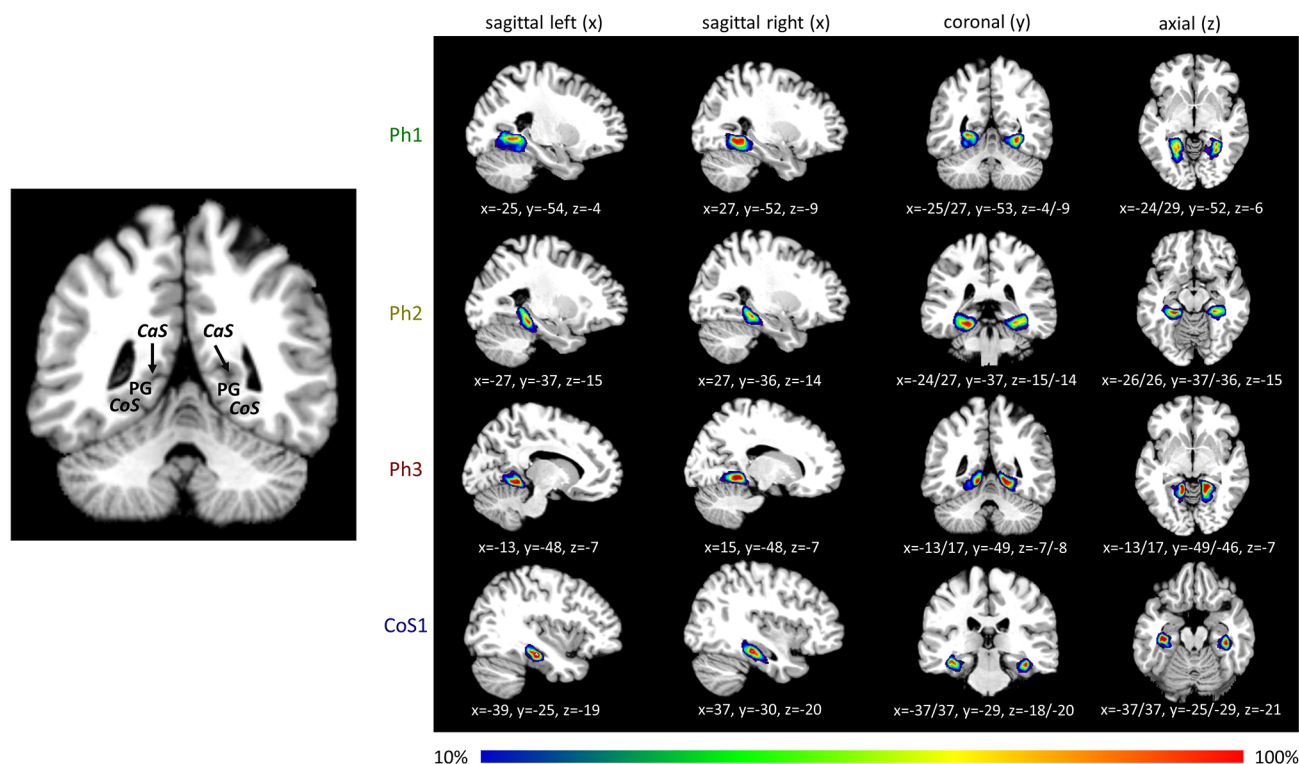 sagittal left (x) sagittal right (x) coronal (y) axial (z)
Ph1
x=-25, y=-54, z=-4 x=27, y=-52, z=-9 x=-25/27, y=-53, z=-4/-9 x=-24/29, y=-52, z=-6
Ph2
x=-27, y=-37, z=-15 x=27, y=-36, z=-14 x=-24/27, y=-37, z=-15/-14 x=-26/26, y=-37/-36, z=-15
CaS CaS
PG PG
CoS CoS
Ph3
x=-13, y=-48, z=-7 x=15, y=-48, z=-7 x=-13/17, y=-49, z=-7/-8 x=-13/17, y=-49/-46, z=-7
CoS1
x=-39, y=-25, z=-19 x=37, y=-30, z=-20 x=-37/37, y=-29, z=-18/-20 x=-37/37, y=-25/-29, z=-21
10% 100%